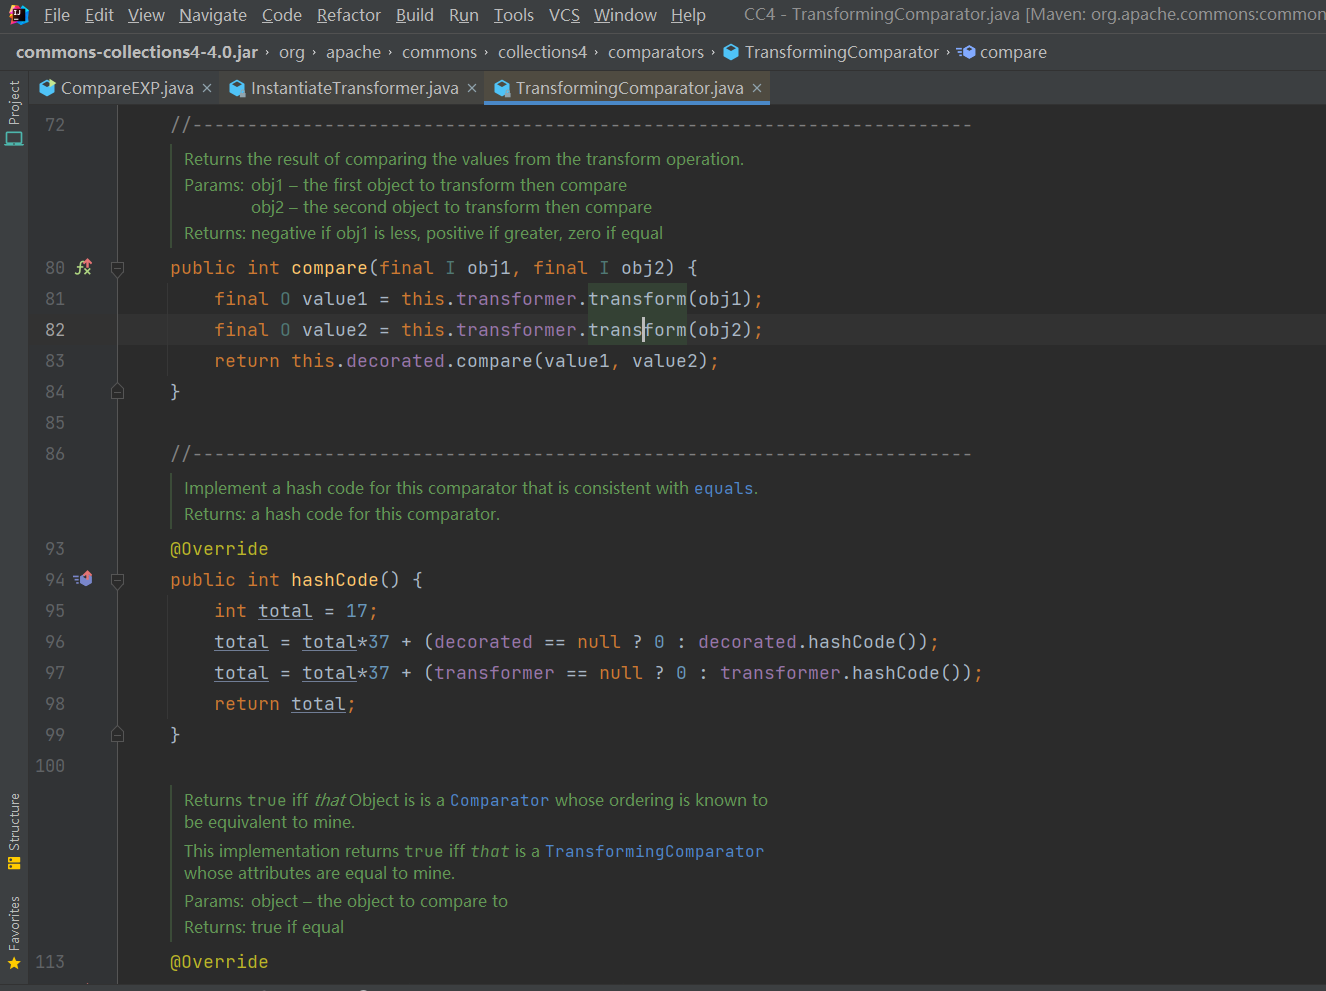 File Edit View Navigate Code Refactor Build Run Tools VCS Window Help CC4 - TransformingComparator.java [Maven: org.apache.commons:common
commons-collections4-4.0.jar › org › apache › commons › collections4 › comparators › TransformingComparator › compare
CompareEXP.java × InstantiateTransformer.java × TransformingComparator.java ×
Project
72 //-----------------------------------------------------------------------
Returns the result of comparing the values from the transform operation.
Params: obj1 – the first object to transform then compare
obj2 – the second object to transform then compare
Returns: negative if obj1 is less, positive if greater, zero if equal
80 public int compare(final I obj1, final I obj2) {
81 final O value1 = this.transformer.transform(obj1);
82 final O value2 = this.transformer.transform(obj2);
83 return this.decorated.compare(value1, value2);
84 }
85
86 //-----------------------------------------------------------------------
Implement a hash code for this comparator that is consistent with equals.
Returns: a hash code for this comparator.
93 @Override
94 public int hashCode() {
95 int total = 17;
96 total = total*37 + (decorated == null ? 0 : decorated.hashCode());
97 total = total*37 + (transformer == null ? 0 : transformer.hashCode());
98 return total;
99 }
100
Returns true iff that Object is is a Comparator whose ordering is known to
be equivalent to mine.
This implementation returns true iff that is a TransformingComparator
whose attributes are equal to mine.
Params: object – the object to compare to
Returns: true if equal
113 @Override
Structure
Favorites